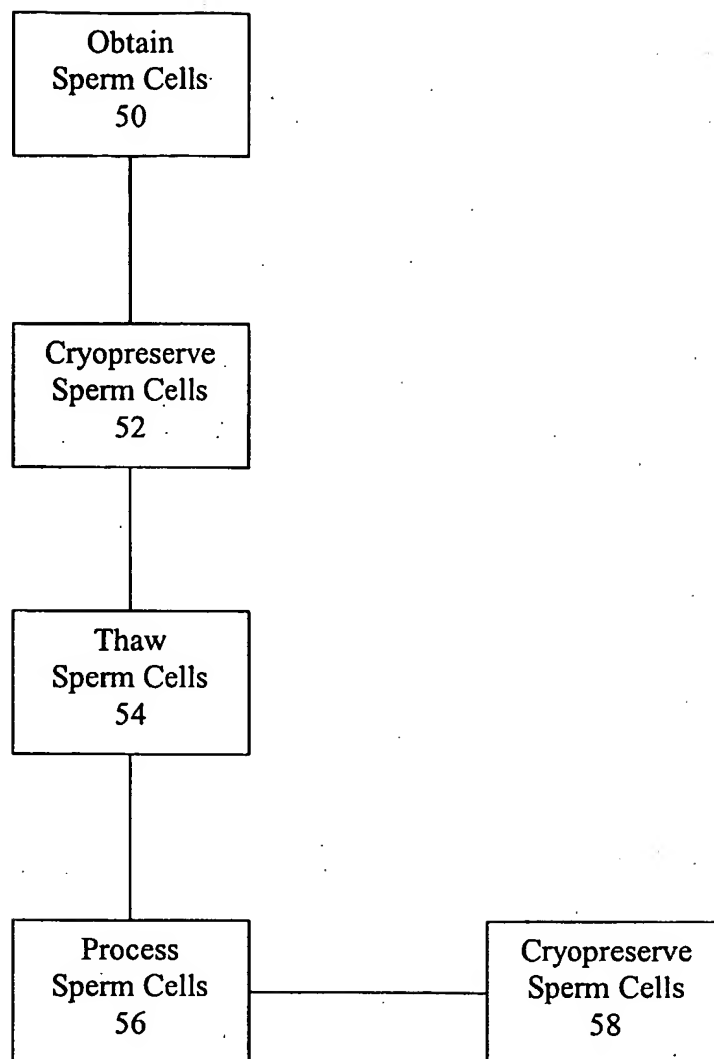 Obtain
Sperm Cells
50
Cryopreserve
Sperm Cells
52
Thaw
Sperm Cells
54
Process
Sperm Cells
56
Cryopreserve
Sperm Cells
58